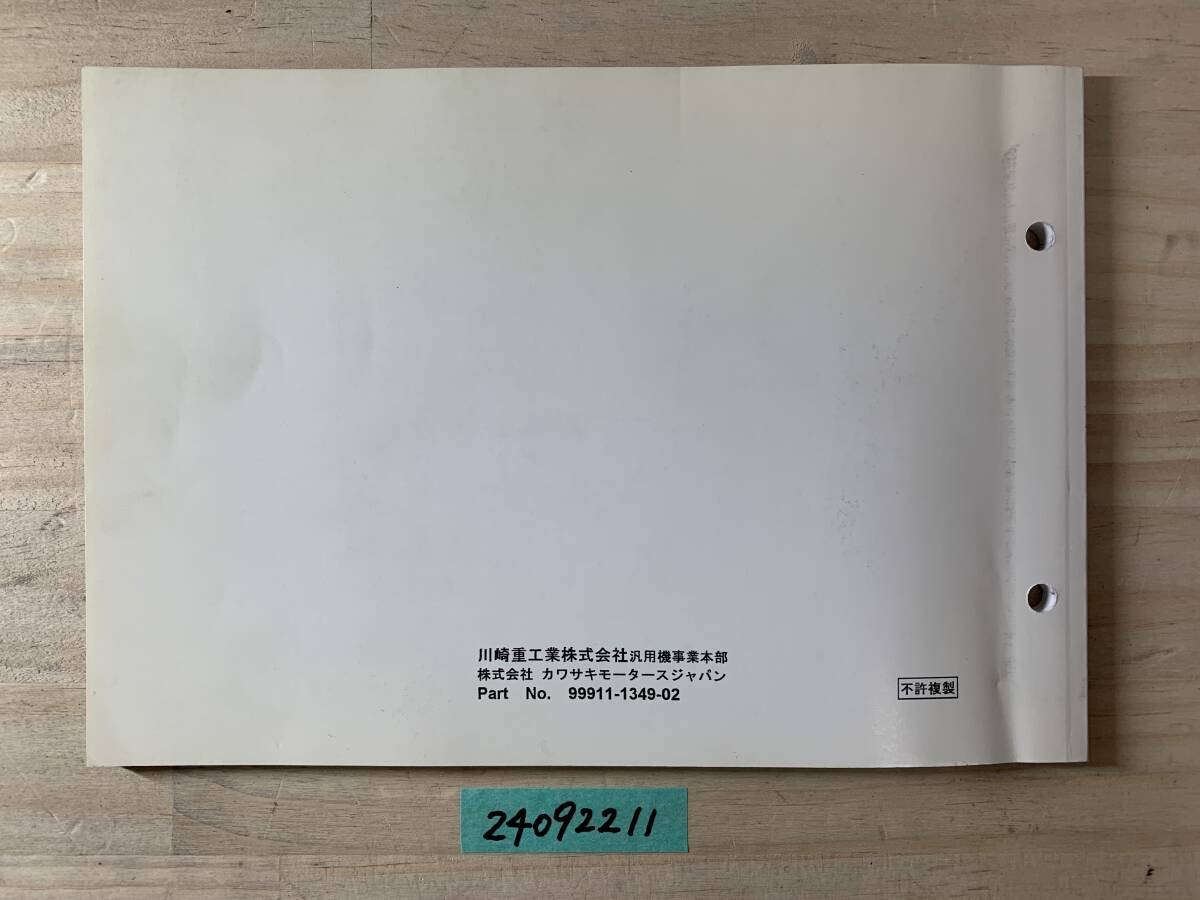 川崎重工業株式会社汎用機事業本部
株式会社 カワサキモータースジャパン
Part No. 99911-1349-02
不許複製
24092211